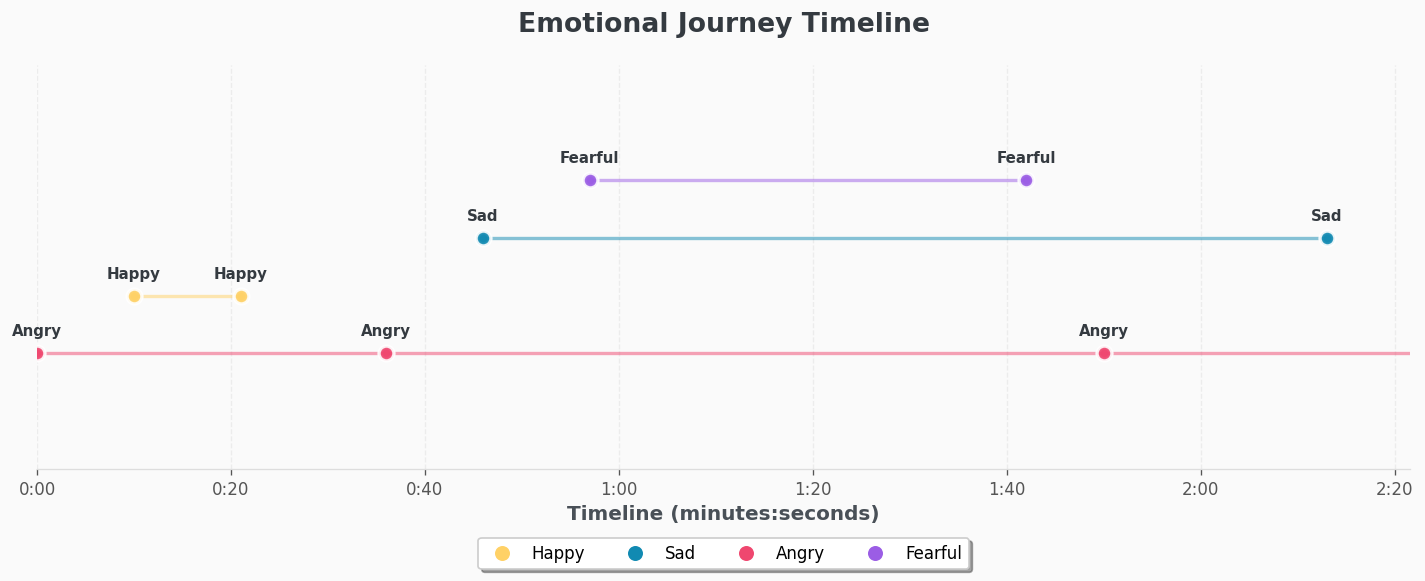 Emotional Journey Timeline
Fearful Fearful
Sad Sad
Happy Happy
Angry Angry Angry
0:00 0:20 0:40 1:00 1:20 1:40 2:00 2:20
Timeline (minutes:seconds)
Happy Sad Angry Fearful